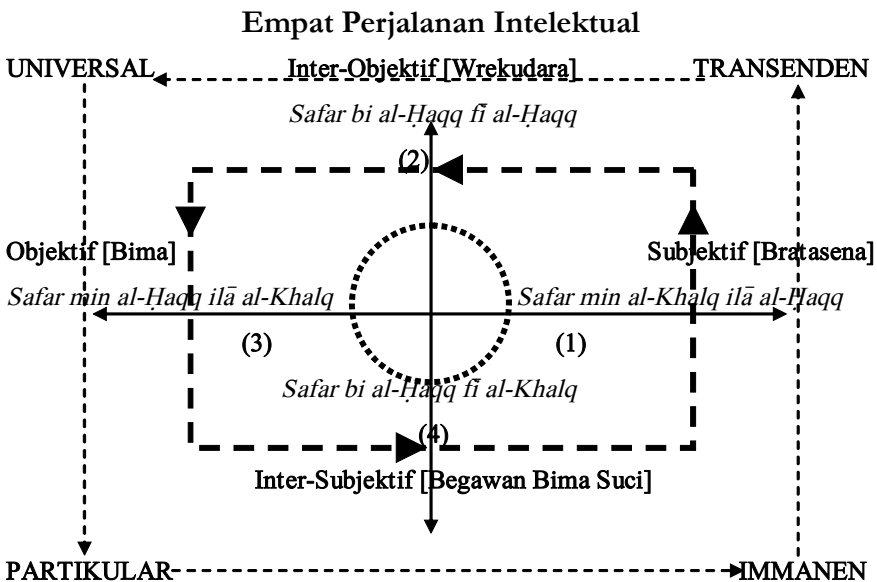 Empat Perjalanan Intelektual
UNIVERSAL Inter-Objektif [Wrekudara] TRANSENDEN
Safar bi al-Ḥaqq fī al-Ḥaqq
(2)
Objektif [Bima] Subjektif [Bratasena]
Safar min al-Ḥaqq ilā al-Khalq Safar min al-Khalq ilā al-Ḥaqq
(3) (1)
Safar bi al-Ḥaqq fī al-Khalq
(4)
Inter-Subjektif [Begawan Bima Suci]
PARTIKULAR IMMANEN